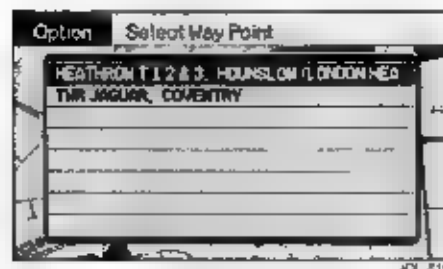 Option Select Way Point
HEATHROW T 1 2 & 3, HOUNSLOW (LONDON HEA
TWR JAGUAR, COVENTRY